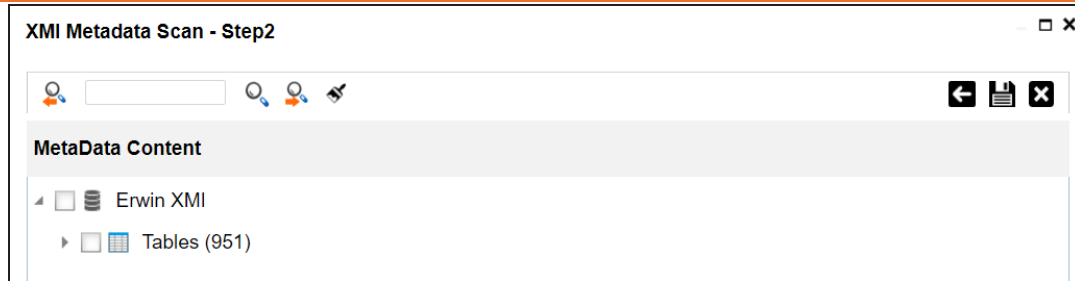 XMI Metadata Scan - Step2
MetaData Content
Erwin XMI
Tables (951)